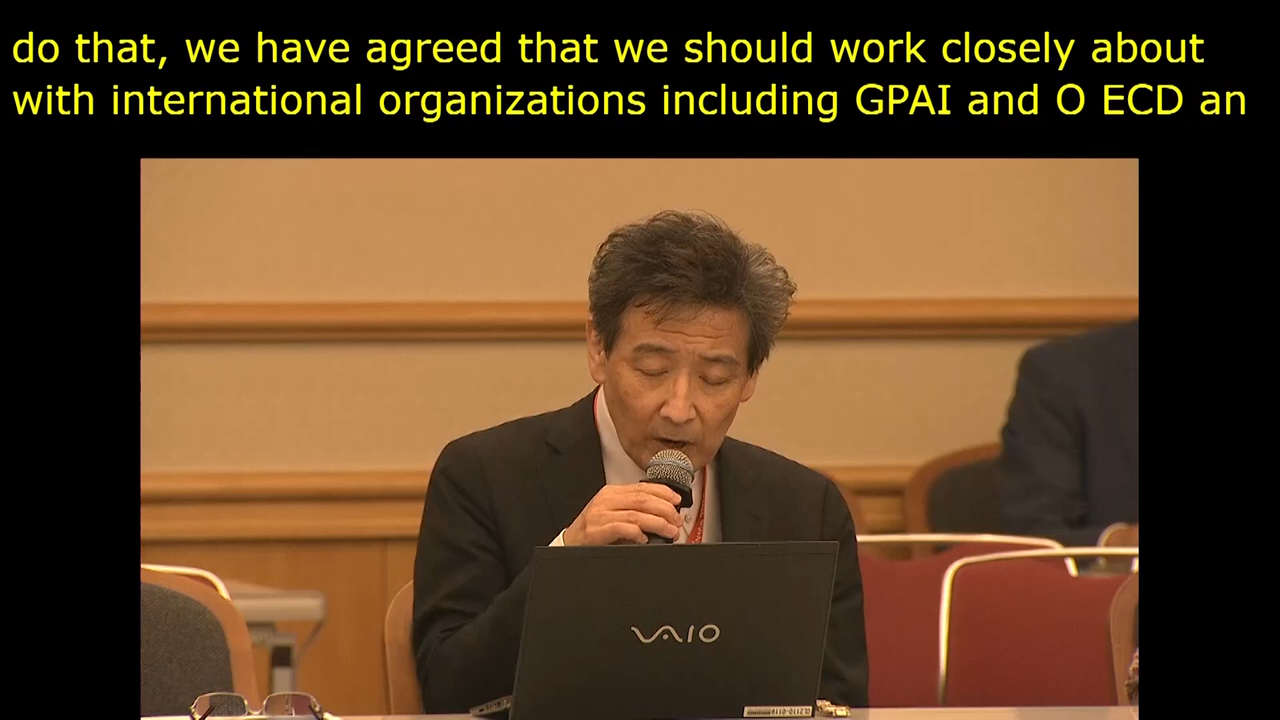 do that, we have agreed that we should work closely about
with international organizations including GPAI and O ECD an
VAIO